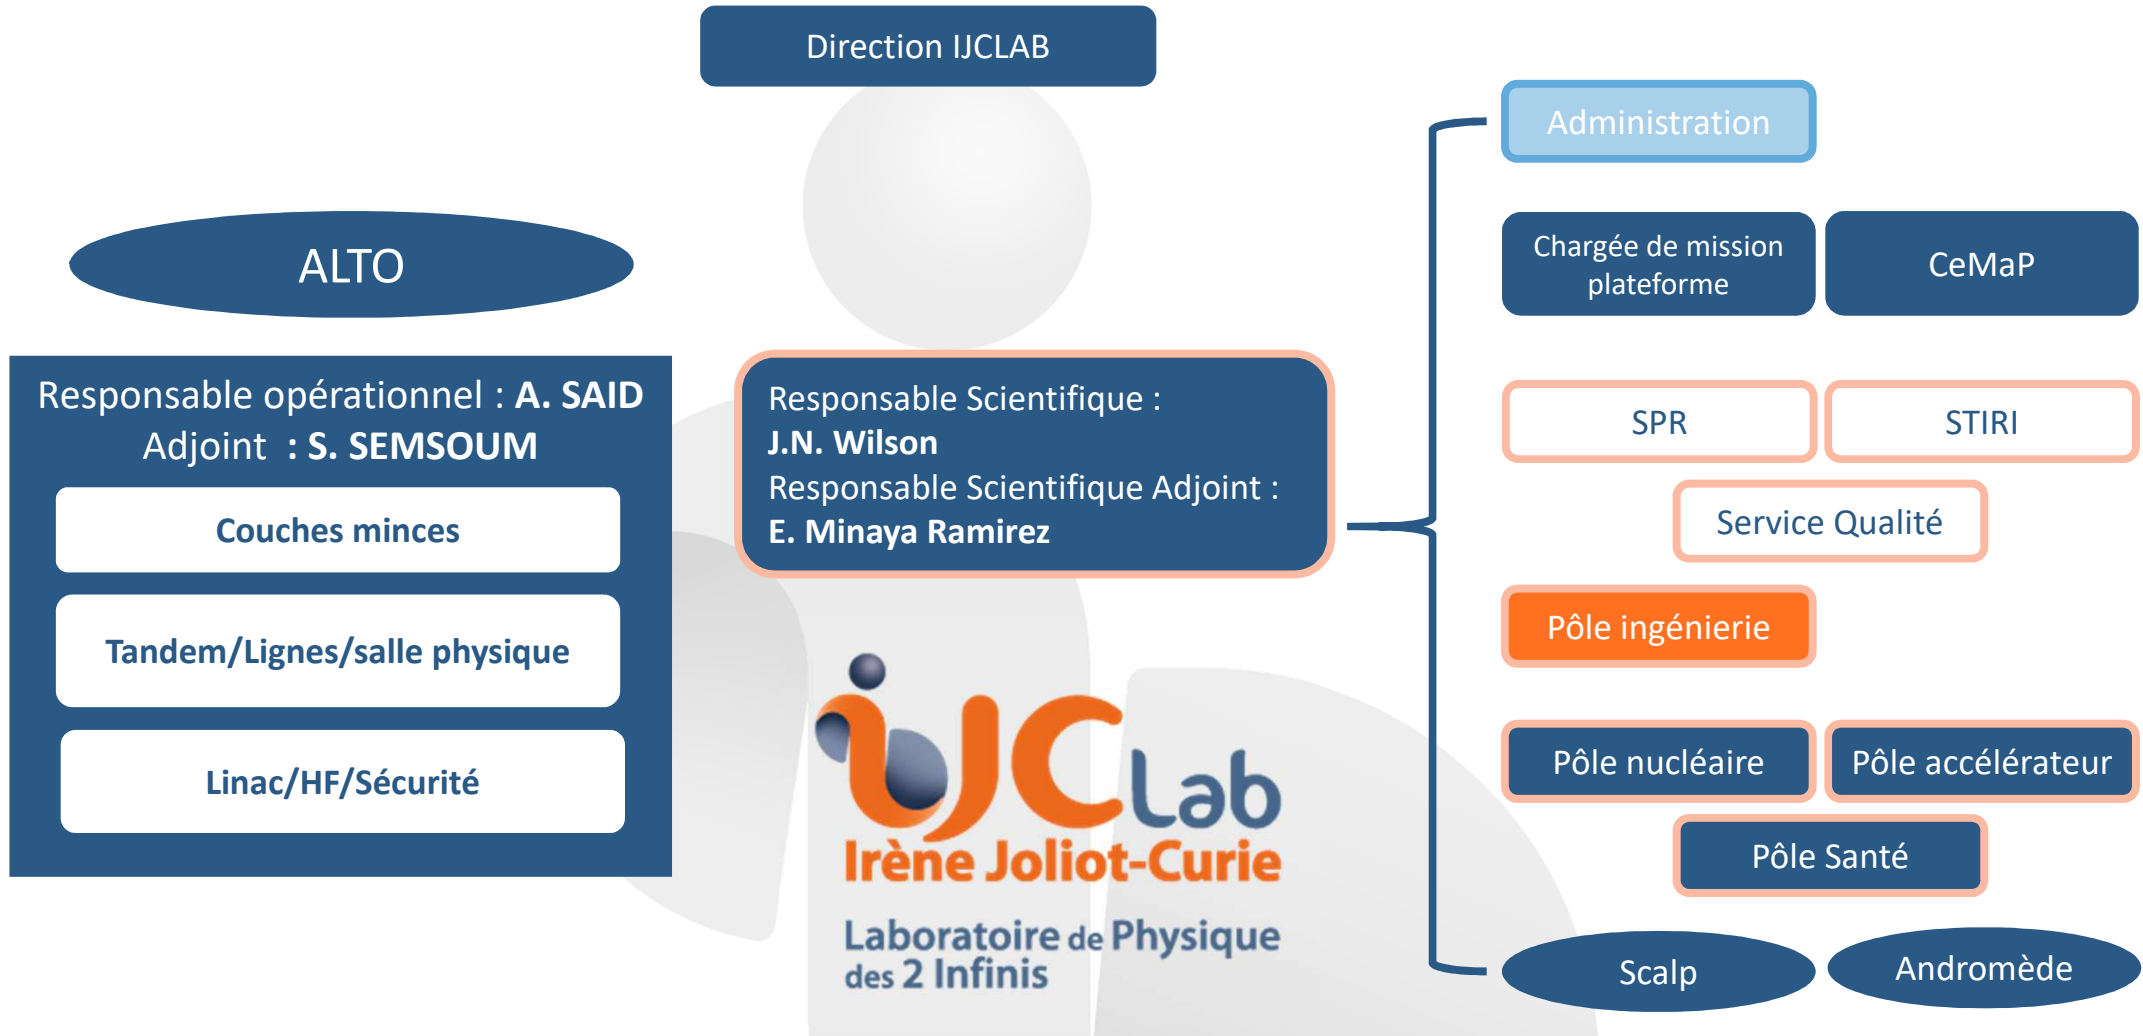 Direction IJCLAB
ALTO
Responsable opérationnel : A. SAID
Adjoint : S. SEMSOUM
Couches minces
Tandem/Lignes/salle physique
Linac/HF/Sécurité
Responsable Scientifique :
J.N. Wilson
Responsable Scientifique Adjoint :
E. Minaya Ramirez
iJCLab
Irène Joliot-Curie
Laboratoire de Physique
des 2 Infinis
Administration
Chargée de mission
plateforme
CeMaP
SPR
STIRI
Service Qualité
Pôle ingénierie
Pôle nucléaire
Pôle accélérateur
Pôle Santé
Scalp
Andromède